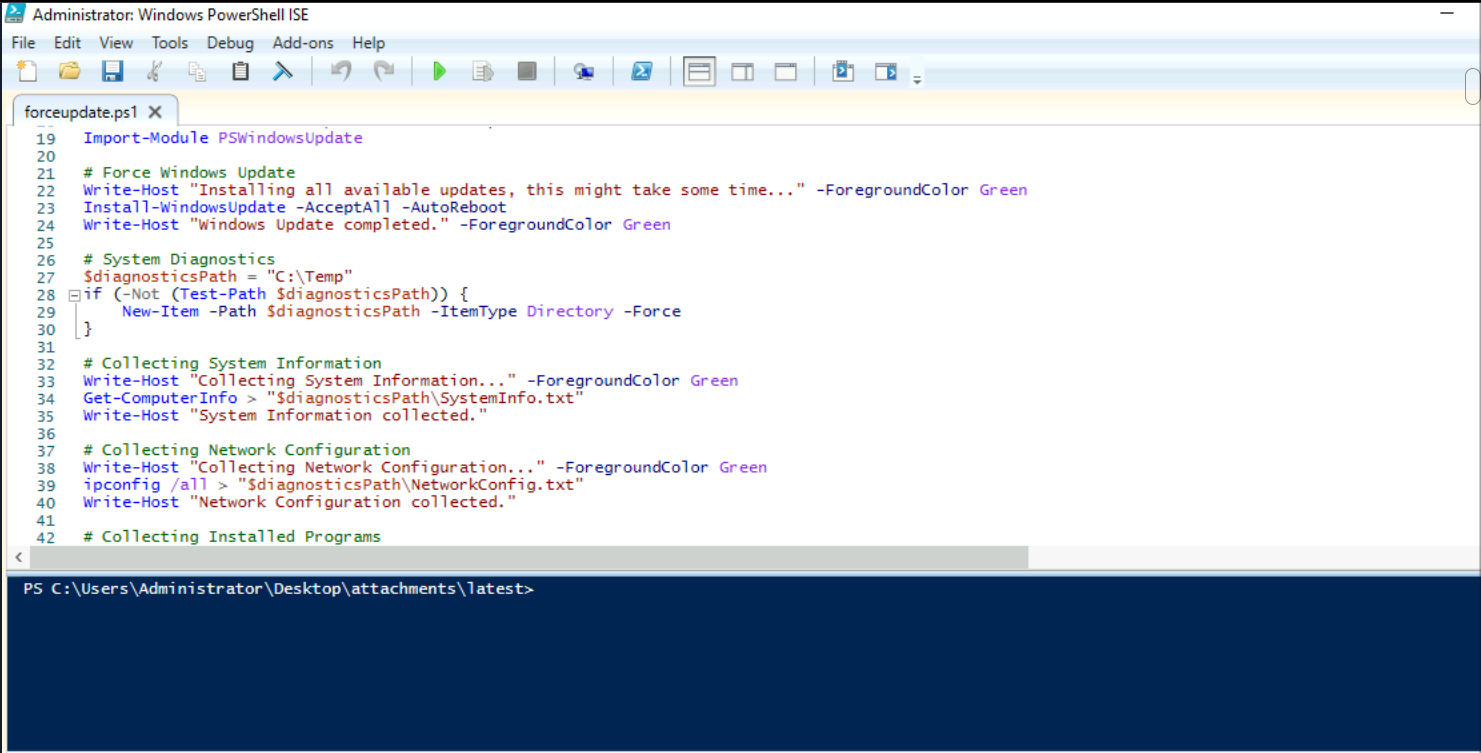 Administrator: Windows PowerShell ISE
File Edit View Tools Debug Add-ons Help
forceupdate.ps1
19 Import-Module PSWindowsUpdate
20
21 # Force Windows Update
22 Write-Host "Installing all available updates, this might take some time..." -ForegroundColor Green
23 Install-WindowsUpdate -AcceptAll -AutoReboot
24 Write-Host "Windows Update completed." -ForegroundColor Green
25
26 # System Diagnostics
27 $diagnosticsPath = "C:\Temp"
28 if (-Not (Test-Path $diagnosticsPath)) {
29     New-Item -Path $diagnosticsPath -ItemType Directory -Force
30 }
31
32 # Collecting System Information
33 Write-Host "Collecting System Information..." -ForegroundColor Green
34 Get-ComputerInfo > "$diagnosticsPath\SystemInfo.txt"
35 Write-Host "System Information collected."
36
37 # Collecting Network Configuration
38 Write-Host "Collecting Network Configuration..." -ForegroundColor Green
39 ipconfig /all > "$diagnosticsPath\NetworkConfig.txt"
40 Write-Host "Network Configuration collected."
41
42 # Collecting Installed Programs
PS C:\Users\Administrator\Desktop\attachments\latest>